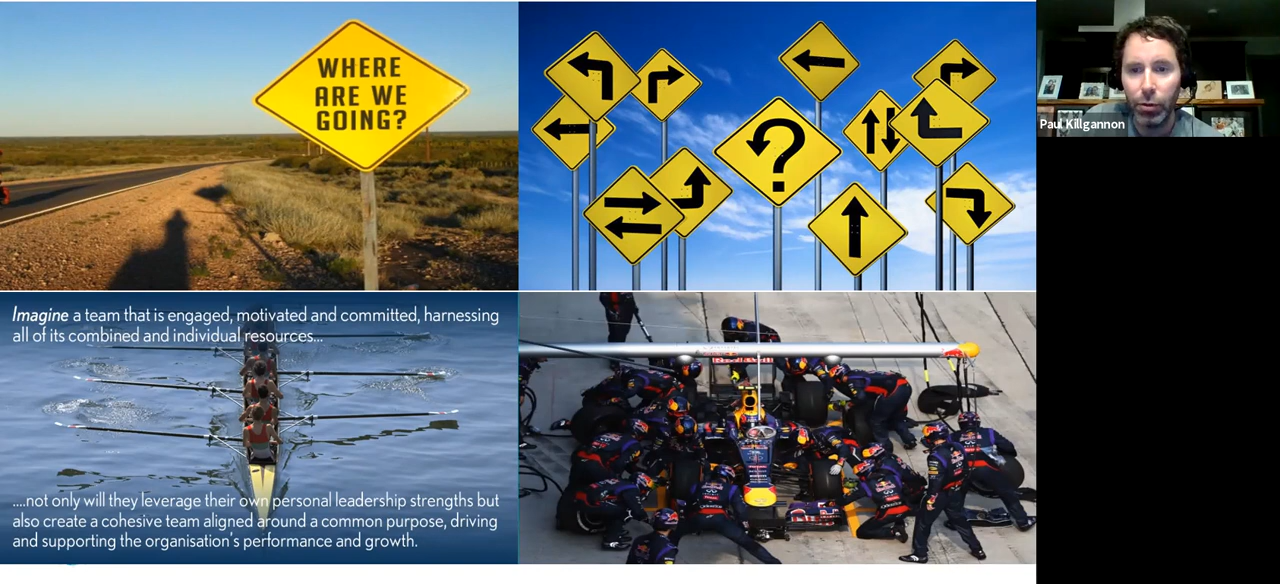 WHERE
ARE WE
GOING?
?
Paul Killgannon
Imagine a team that is engaged, motivated and committed, harnessing
all of its combined and individual resources...
....not only will they leverage their own personal leadership strengths but
also create a cohesive team aligned around a common purpose, driving
and supporting the organisation's performance and growth.